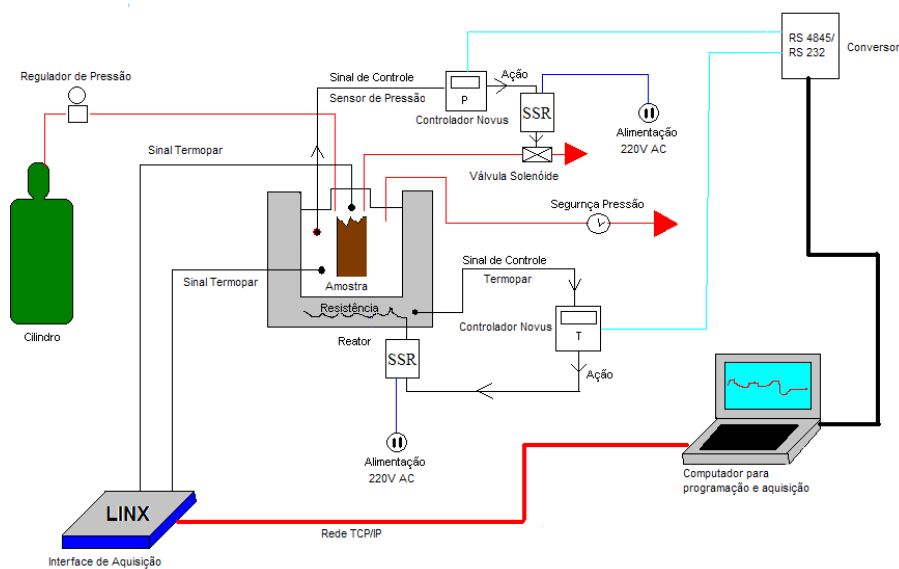 RS 4845/
RS 232
Conversor
Regulador de Pressão
Sinal de Controle
Sensor de Pressão
P
Controlador Novus
Ação
SSR
Alimentação
220V AC
Válvula Solenóide
Sinal Termopar
Segurnça Pressão
Sinal Termopar
Amostra
Resistência
Reator
Sinal de Controle
Termopar
Controlador Novus
T
Ação
SSR
Alimentação
220V AC
Cilindro
Computador para
programação e aquisição
LINX
Rede TCP/IP
Interface de Aquisição